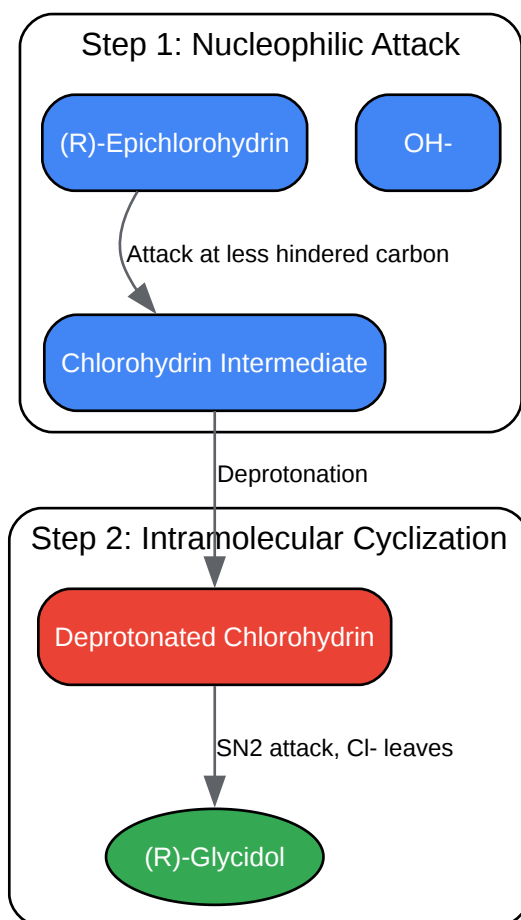 Step 1: Nucleophilic Attack
(R)-Epichlorohydrin
OH-
Attack at less hindered carbon
Chlorohydrin Intermediate
Deprotonation
Step 2: Intramolecular Cyclization
Deprotonated Chlorohydrin
SN2 attack, Cl- leaves
(R)-Glycidol